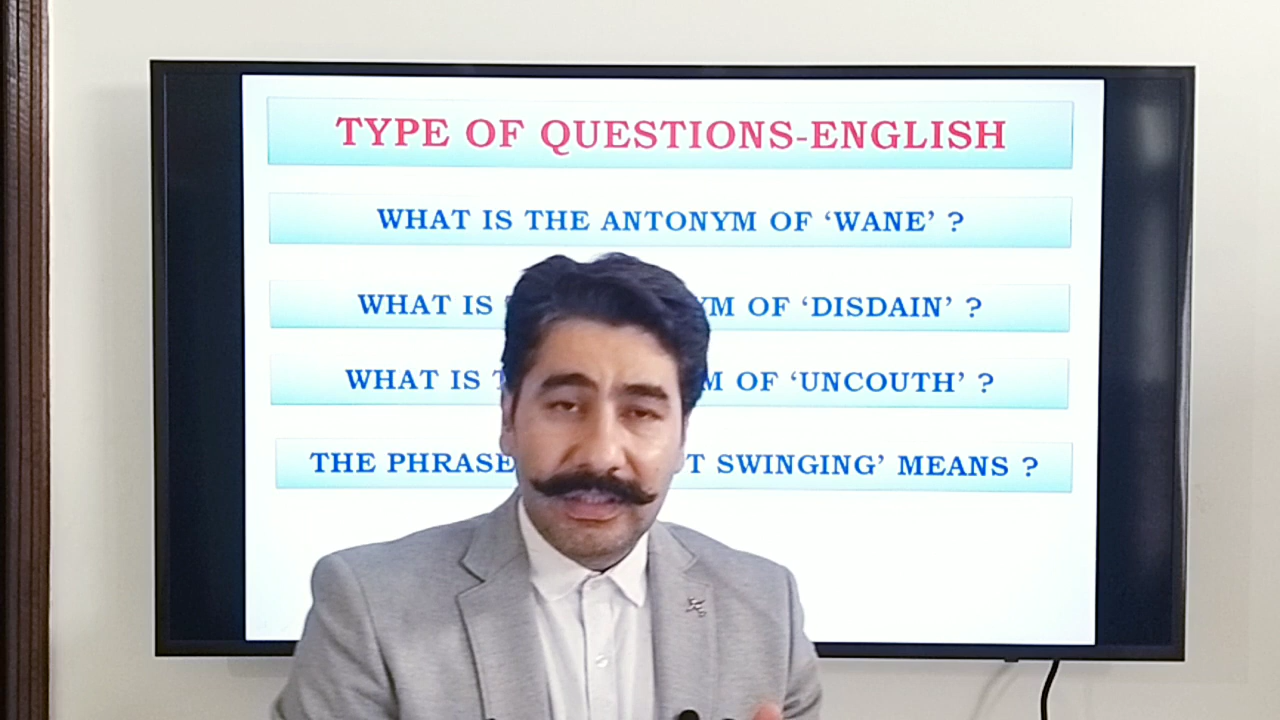 TYPE OF QUESTIONS-ENGLISH
WHAT IS THE ANTONYM OF ‘WANE’ ?
WHAT IS OF ‘DISDAIN’ ?
WHAT IS OF ‘UNCOUTH’ ?
THE PHRASE SWINGING’ MEANS ?